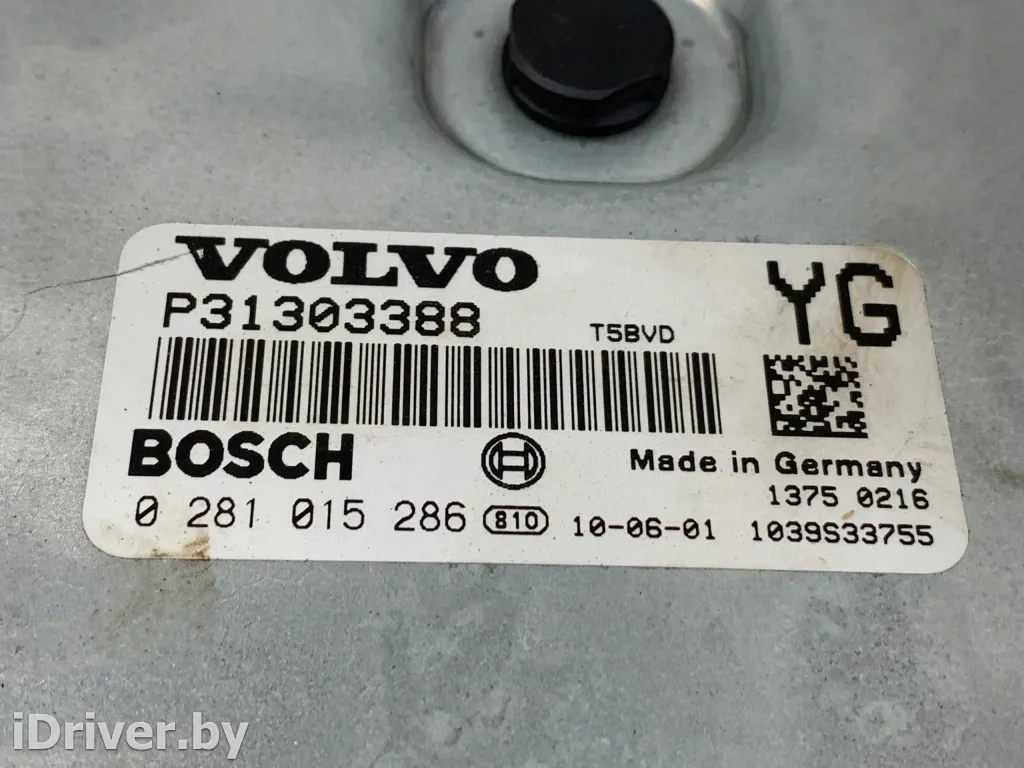 VOLVO
YG
P31303388
T5BVD
BOSCH
Made in Germany
1375 0216
0 281 015 286 810 10-06-01 1039S33755
iDriver.by